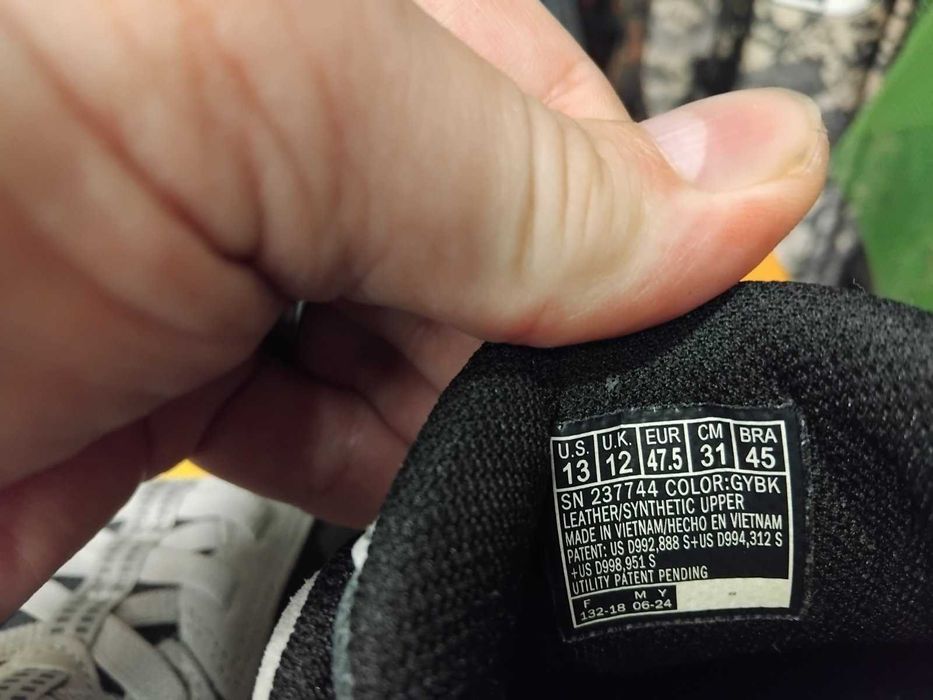 U.S. U.K. EUR CM BRA
13 12 47.5 31 45
SN 237744 COLOR:GYBK
LEATHER/SYNTHETIC UPPER
MADE IN VIETNAM/HECHO EN VIETNAM
PATENT: US D992,888 S+US D994,312 S
+US D998,951 S
UTILITY PATENT PENDING
F M Y
132-18 06-24